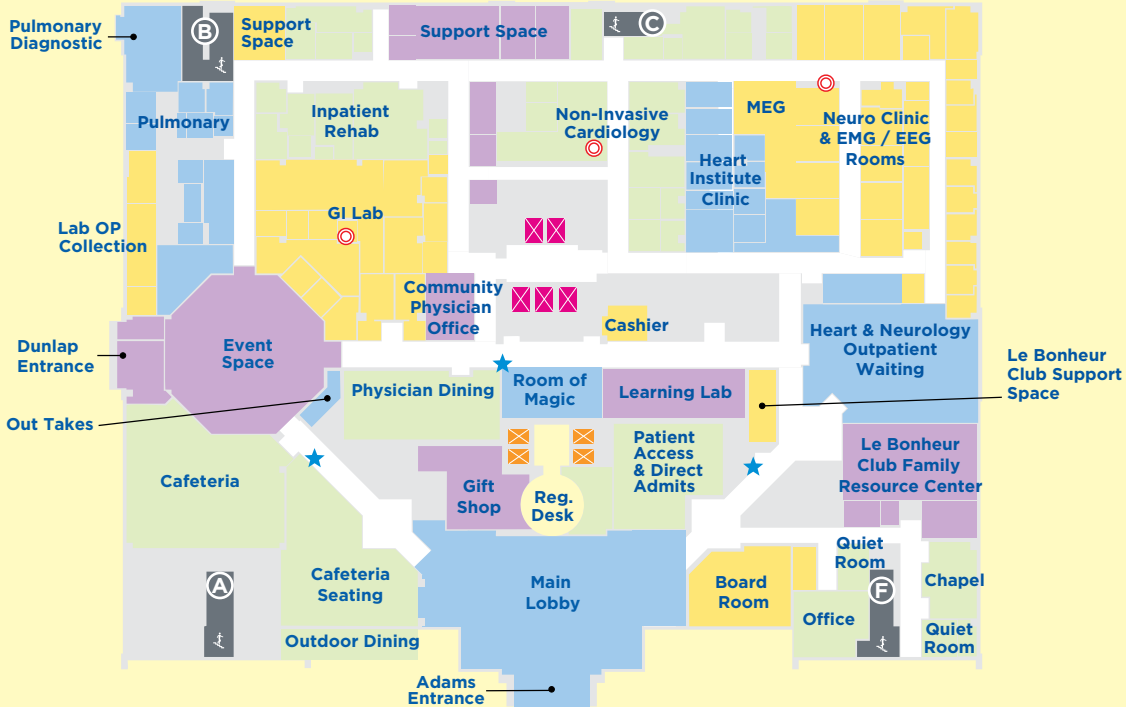 Pulmonary
Diagnostic
B
Support
Space
Support Space
C
Pulmonary
Inpatient
Rehab
Non-Invasive
Cardiology
MEG
Neuro Clinic
& EMG / EEG
Rooms
Heart
Institute
Clinic
Lab OP
Collection
GI Lab
Community
Physician
Office
Cashier
Heart & Neurology
Outpatient
Waiting
Dunlap
Entrance
Event
Space
Le Bonheur
Club Support
Space
Physician Dining
Room of
Magic
Learning Lab
Out Takes
Cafeteria
Gift
Shop
Reg.
Desk
Patient
Access
& Direct
Admits
Le Bonheur
Club Family
Resource Center
A
Cafeteria
Seating
Main
Lobby
Board
Room
Quiet
Room
F
Chapel
Office
Quiet
Room
Outdoor Dining
Adams
Entrance